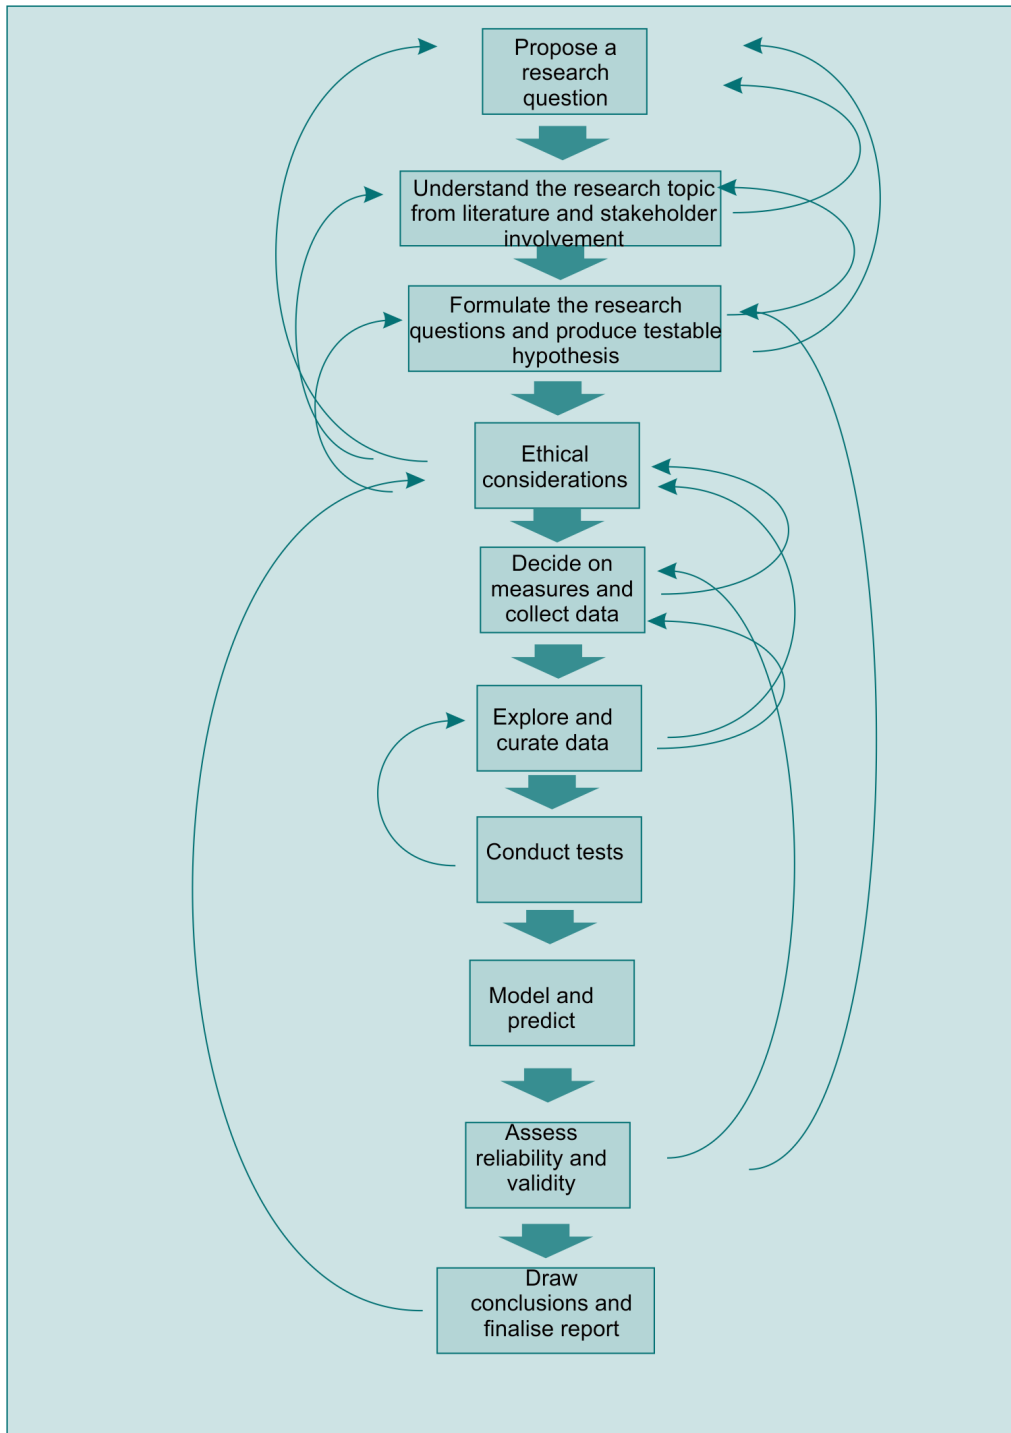 Propose a
research
question
Understand the research topic
from literature and stakeholder
involvement
Formulate the research
questions and produce testable
hypothesis
Ethical
considerations
Decide on
measures and
collect data
Explore and
curate data
Conduct tests
Model and
predict
Assess
reliability and
validity
Draw
conclusions and
finalise report